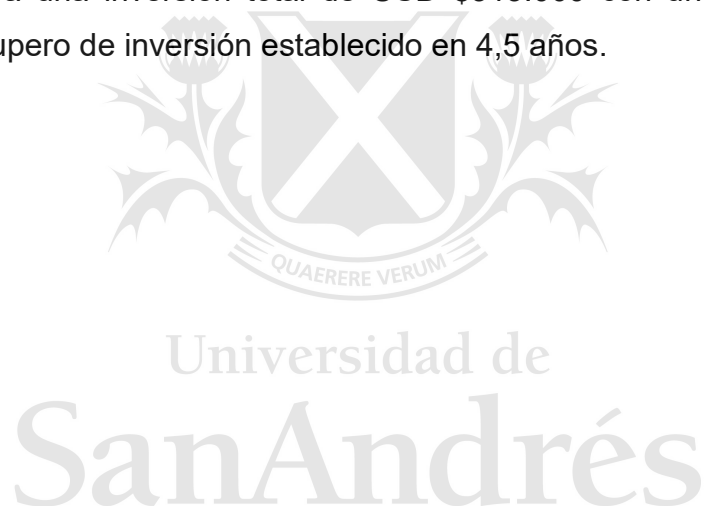 una inversión total de
con un
upero de inversión establecido en 4,5 años.
QUAERERE VERUM
Universidad de
SanAndrés